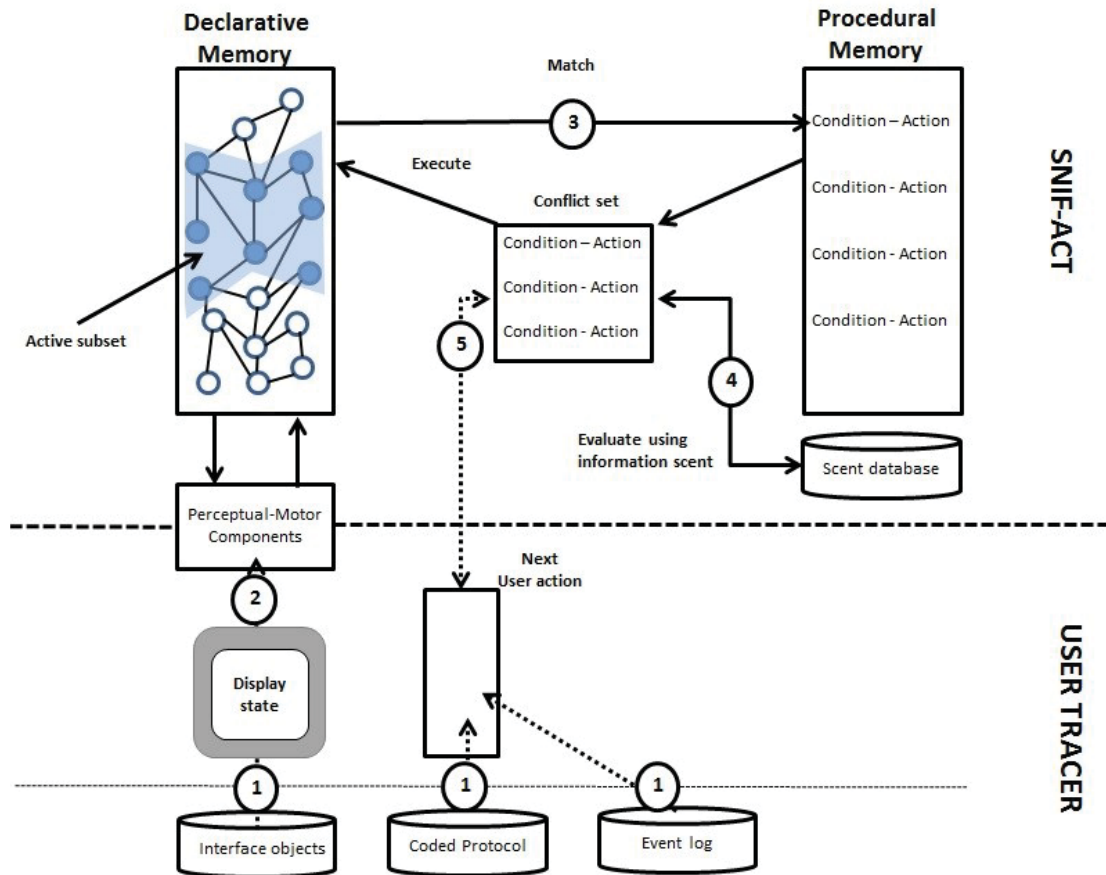 Declarative
Memory
Procedural
Memory
Match
3
Condition – Action
Condition - Action
Condition - Action
Condition - Action
Execute
Conflict set
Condition – Action
Condition - Action
Condition - Action
Active subset
5
4
Evaluate using
information scent
Scent database
SNIF-ACT
Perceptual-Motor
Components
Next
User action
2
Display
state
USER TRACER
1
1
1
Interface objects
Coded Protocol
Event log